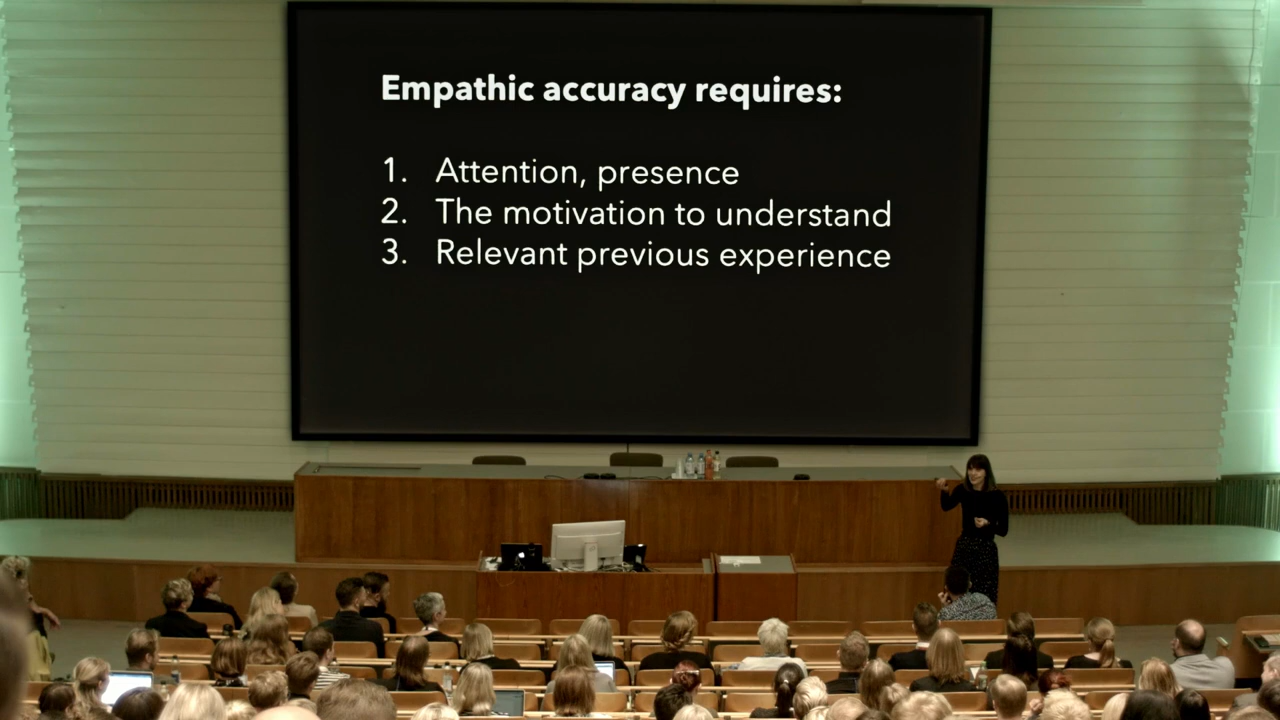 Empathic accuracy requires:
1. Attention, presence
2. The motivation to understand
3. Relevant previous experience